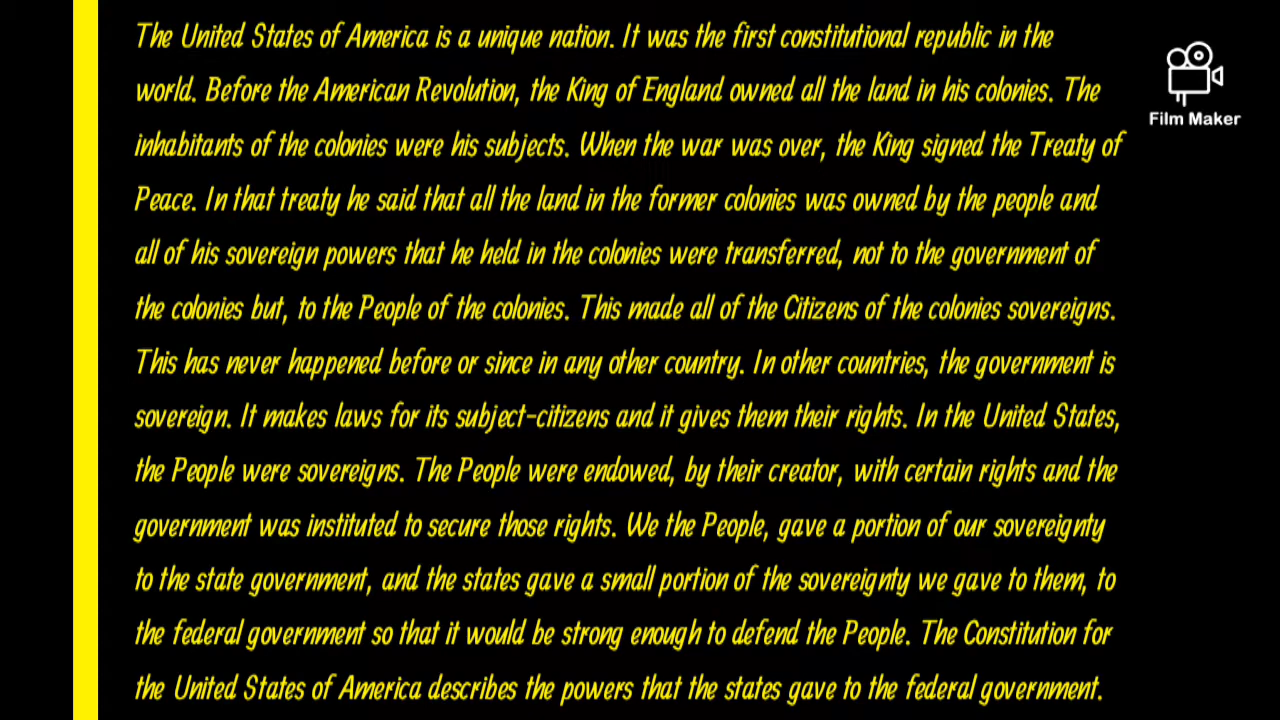 The United States of America is a unique nation. It was the first constitutional republic in the
world. Before the American Revolution, the King of England owned all the land in his colonies. The
inhabitants of the colonies were his subjects. When the war was over, the King signed the Treaty of
Peace. In that treaty he said that all the land in the former colonies was owned by the people and
all of his sovereign powers that he held in the colonies were transferred, not to the government of
the colonies but, to the People of the colonies. This made all of the Citizens of the colonies sovereigns.
This has never happened before or since in any other country. In other countries, the government is
sovereign. It makes laws for its subject-citizens and it gives them their rights. In the United States,
the People were sovereigns. The People were endowed, by their creator, with certain rights and the
government was instituted to secure those rights. We the People, gave a portion of our sovereignty
to the state government, and the states gave a small portion of the sovereignty we gave to them, to
the federal government so that it would be strong enough to defend the People. The Constitution for
the United States of America describes the powers that the states gave to the federal government.
Film Maker